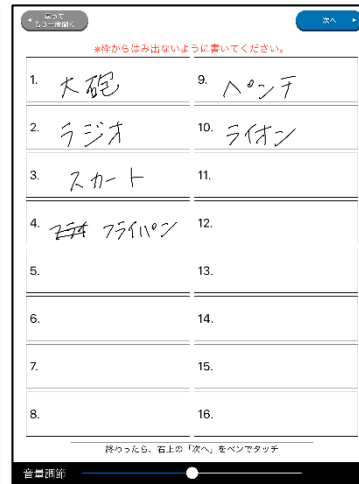 戻って
もう一度聞く
次へ
※枠からはみ出ないように書いてください。
1. 大砲
2. ラジオ
3. スカート
4. フライパン
5.
6.
7.
8.
9. ペンチ
10. ライオン
11.
12.
13.
14.
15.
16.
終わったら、右上の「次へ」をペンでタッチ
音量調節